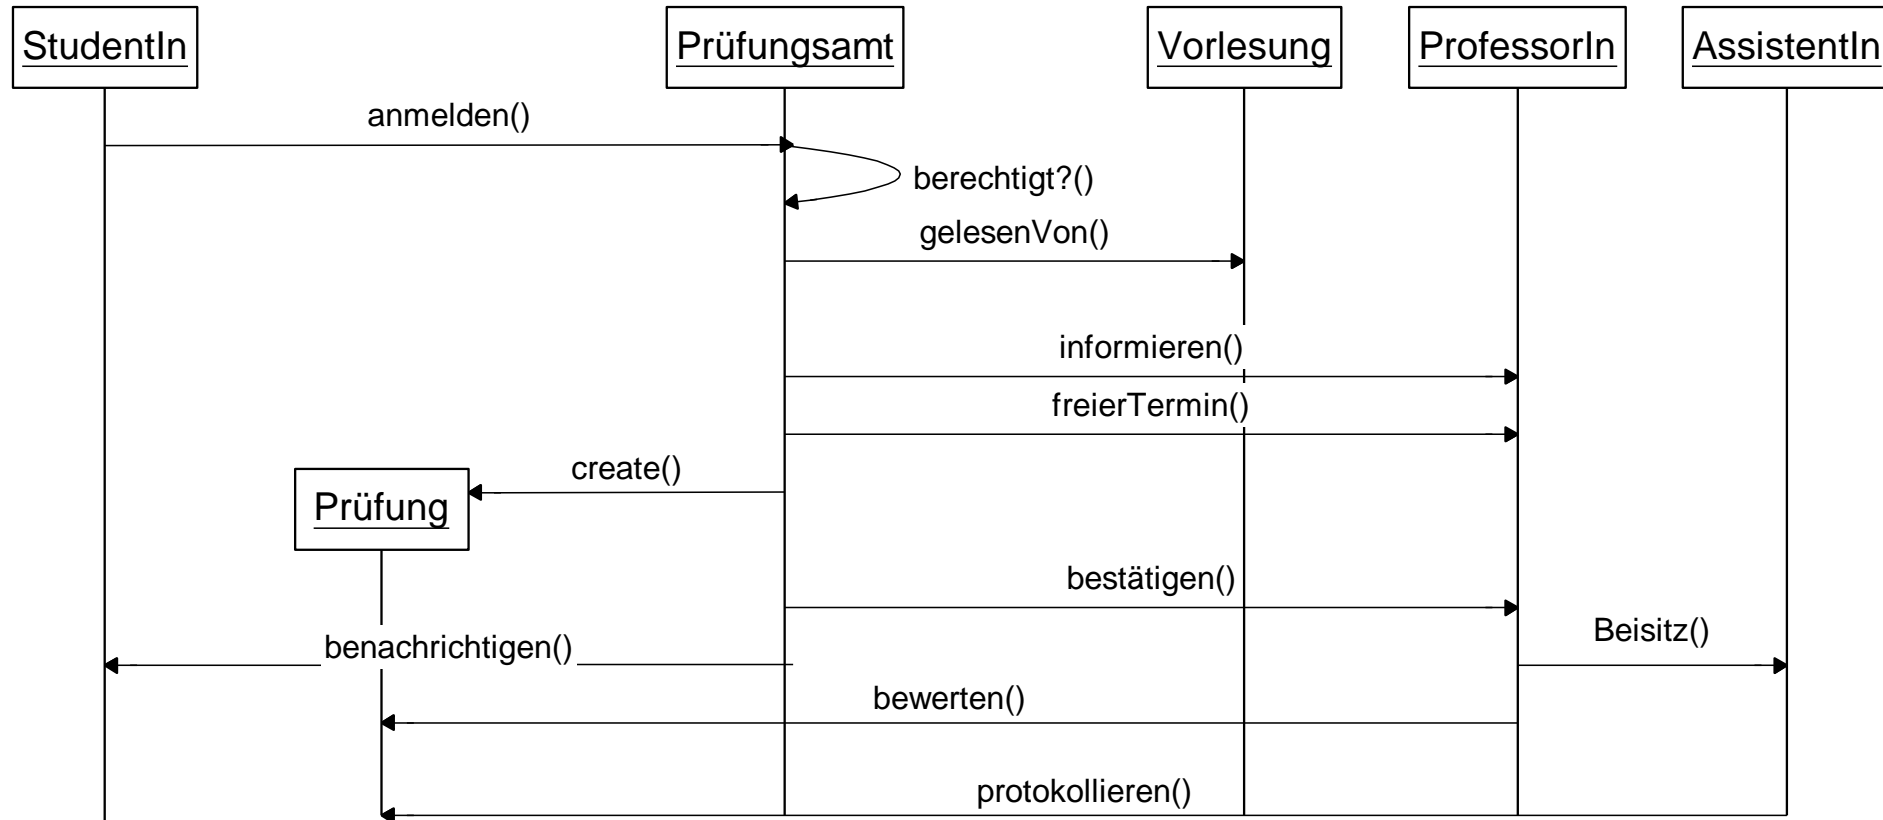 StudentIn
Prüfungsamt
Vorlesung
ProfessorIn
AssistentIn
anmelden()
berechtigt?()
gelesenVon()
informieren()
freierTermin()
create()
Prüfung
bestätigen()
Beisitz()
benachrichtigen()
bewerten()
protokollieren()